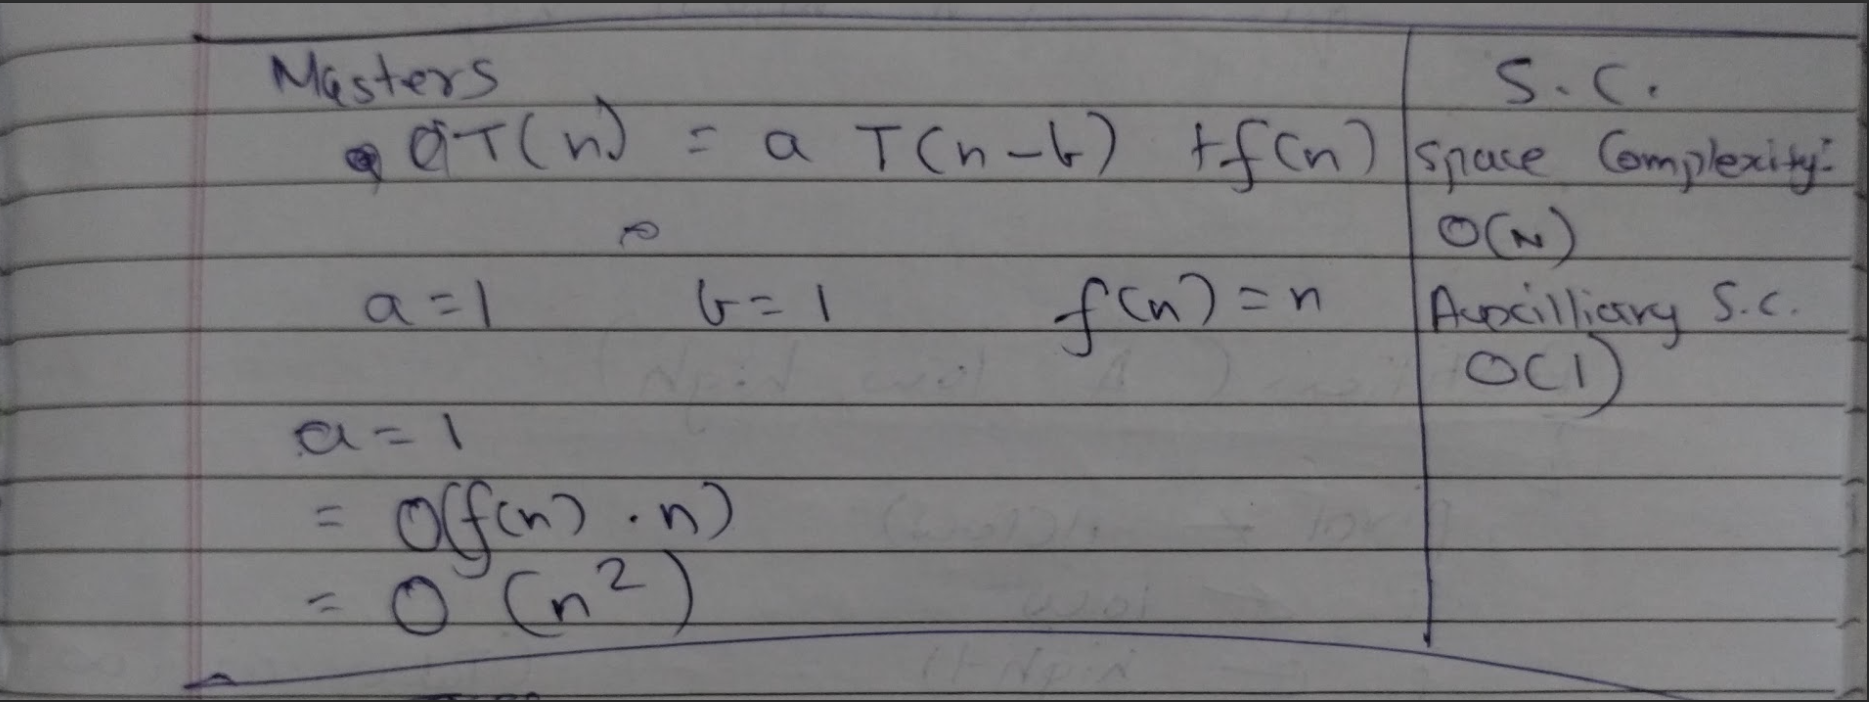 Masters
T(n) = a T(n-b) + f(n)
a = 1 b = 1 f(n) = n
a = 1
= O(f(n) . n)
= O (n²)
S. C.
Space Complexity:
O(N)
Auxilliary S.C.
O(1)